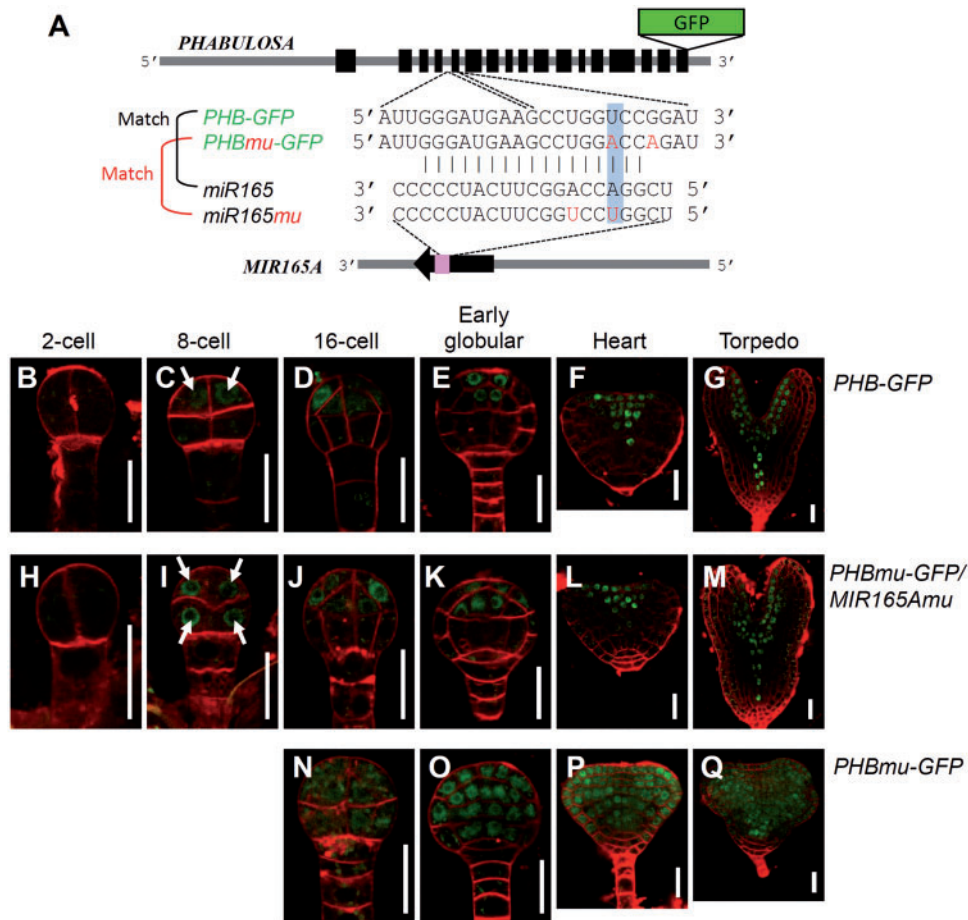 A
GFP
PHABULOSA
5′ 3′
Match PHB-GFP 5′ AUUGGGAUGAAGCCUGGUCCGGAU 3′
PHBmu-GFP 5′ AUUGGGAUGAAGCCUGGACCAGAU 3′
Match
miR165 3′ CCCCCUACUUCGGACCAGGCU 5′
miR165mu 3′ CCCCCUACUUCGGUCCUGGCU 5′
MIR165A 3′ 5′
2-cell 8-cell 16-cell Early globular Heart Torpedo
B C D E F G PHB-GFP
H I J K L M PHBmu-GFP/
MIR165Amu
N O P Q PHBmu-GFP